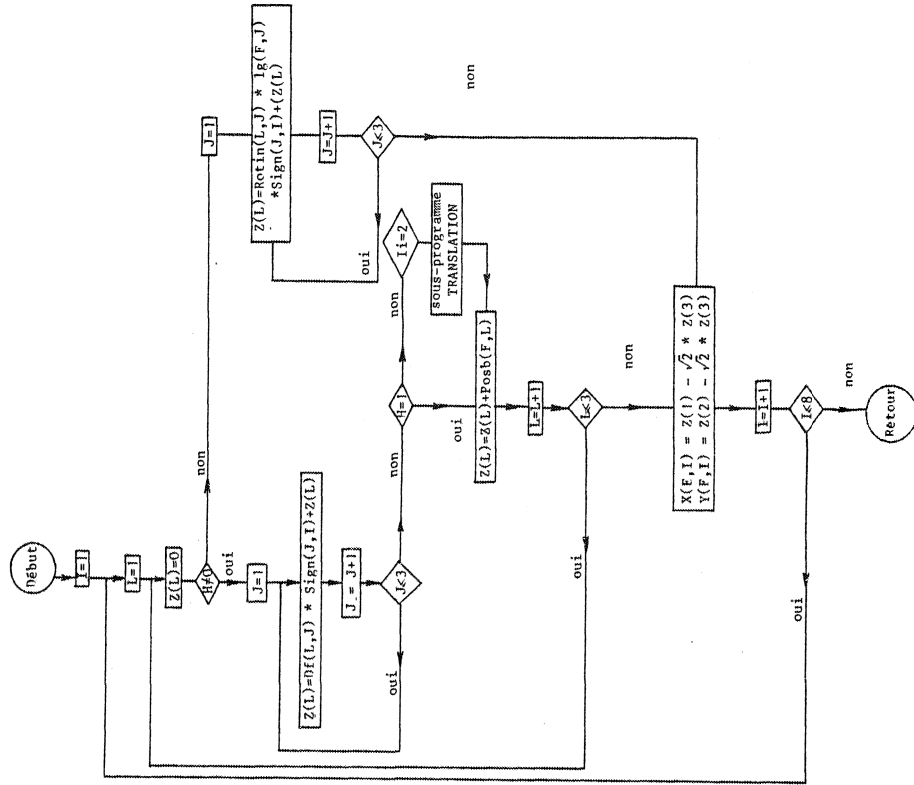 Début
I=1
L=1
Z(L)=0
H≠0
non
oui
J=1
Z(L)=Df(L,J) * Sign(J,I)+Z(L)
J = J+1
J≤3
oui
non
J=1
Z(L)=Rotin(L,J) * lg(F,J)
*Sign(J,I)+(Z(L)
J=J+1
J≤3
oui
non
H=1
non
oui
Ii=2
sous-programme
TRANSLATION
Z(L)=Z(L)+Posb(F,L)
L=L+1
L≤3
oui
non
X(E,I) = Z(1) - √2 * Z(3)
Y(F,I) = Z(2) - √2 * Z(3)
I=I+1
I≤8
oui
non
Retour